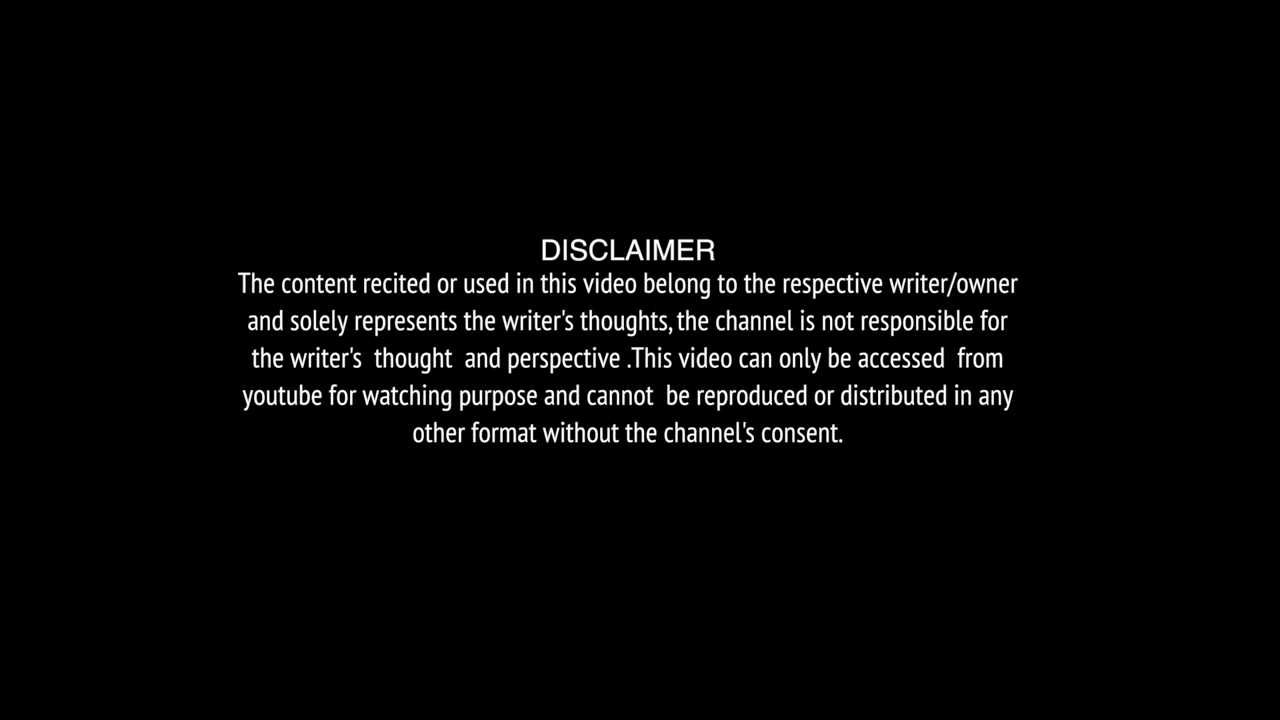 DISCLAIMER
The content recited or used in this video belong to the respective writer/owner
and solely represents the writer's thoughts, the channel is not responsible for
the writer's  thought  and perspective .This video can only be accessed  from
youtube for watching purpose and cannot  be reproduced or distributed in any
other format without the channel's consent.